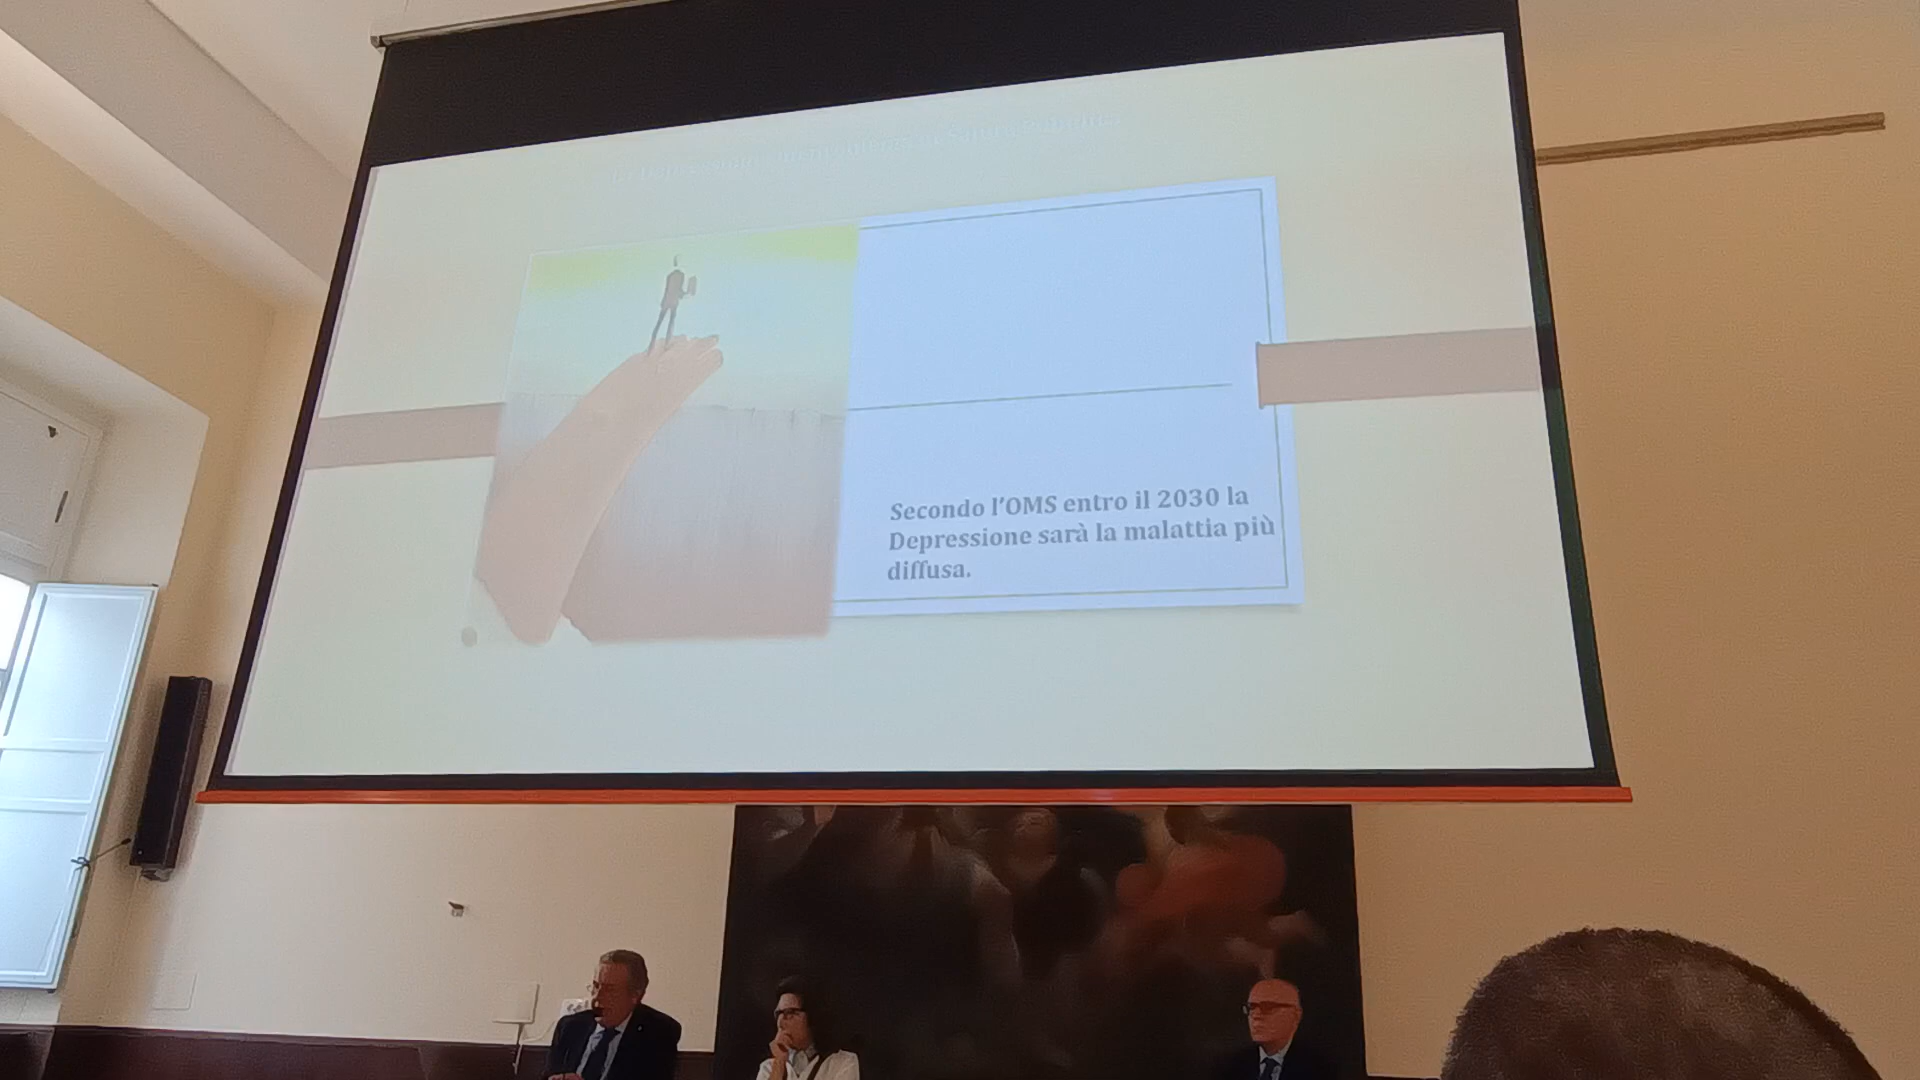 Secondo l'OMS entro il 2030 la
Depressione sarà la malattia più
diffusa.